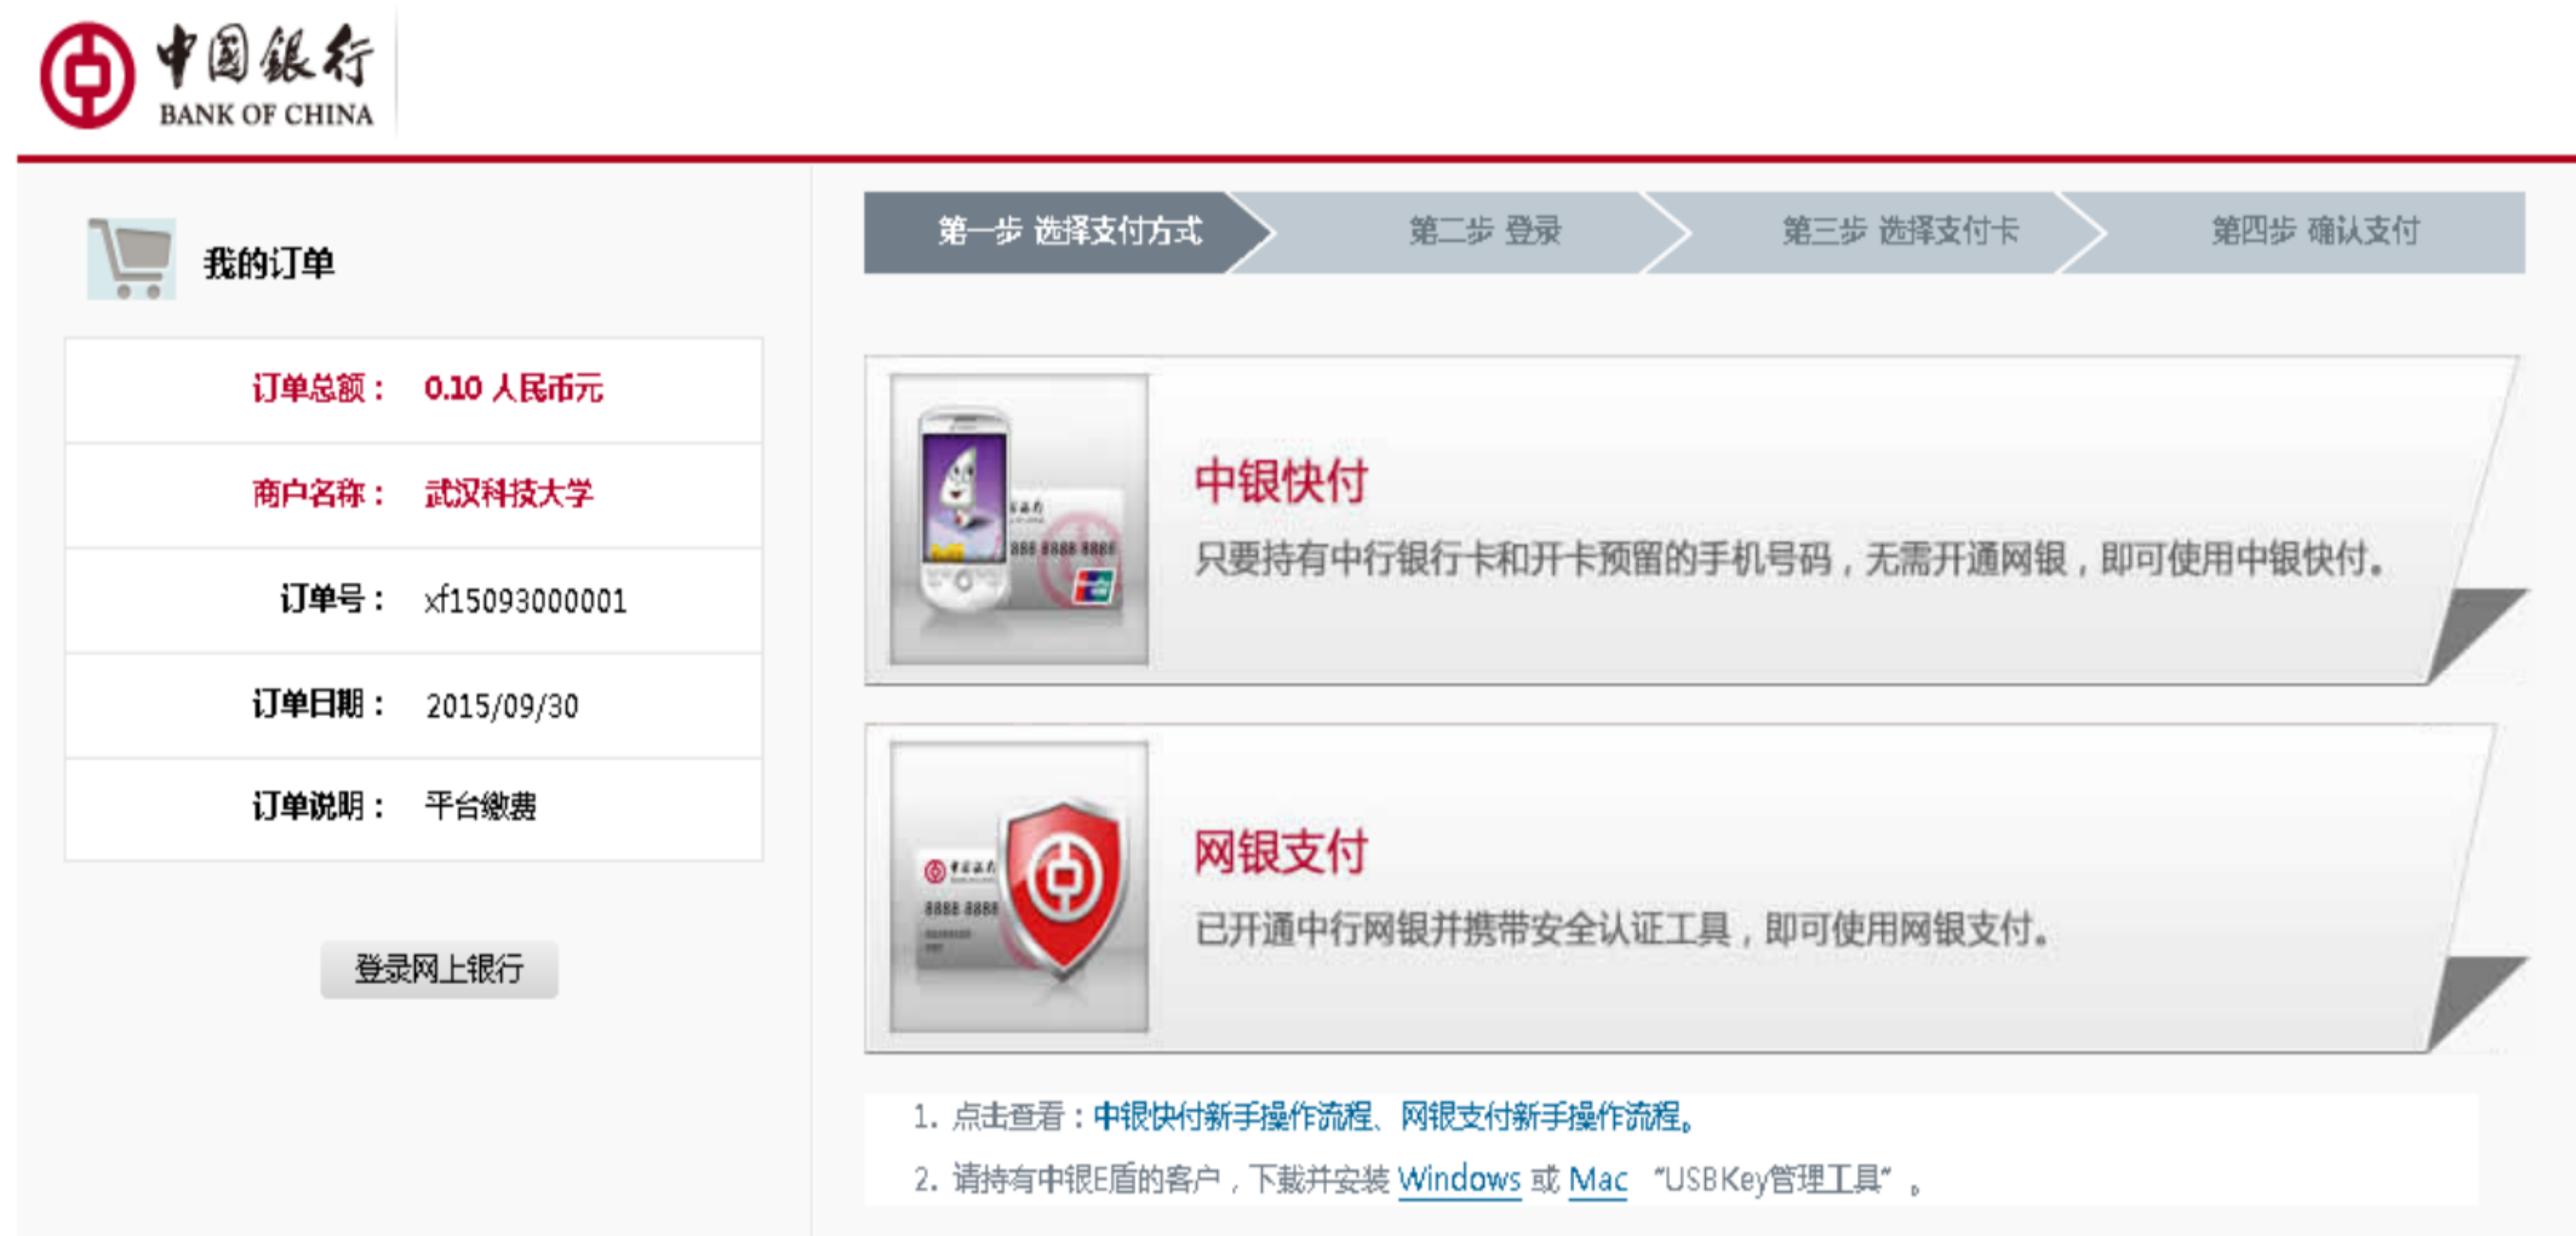 中国銀行
BANK OF CHINA
我的订单
订单总额： 0.10 人民币元
商户名称： 武汉科技大学
订单号： xf15093000001
订单日期： 2015/09/30
订单说明： 平台缴费
登录网上银行
第一步 选择支付方式
第二步 登录
第三步 选择支付卡
第四步 确认支付
888 8888 8888
中银快付
只要持有中行银行卡和开卡预留的手机号码，无需开通网银，即可使用中银快付。
8888 8888
网银支付
已开通中行网银并携带安全认证工具，即可使用网银支付。
1. 点击查看：中银快付新手操作流程、网银支付新手操作流程。
2. 请持有中银E盾的客户，下载并安装 Windows 或 Mac “USBKey管理工具”。